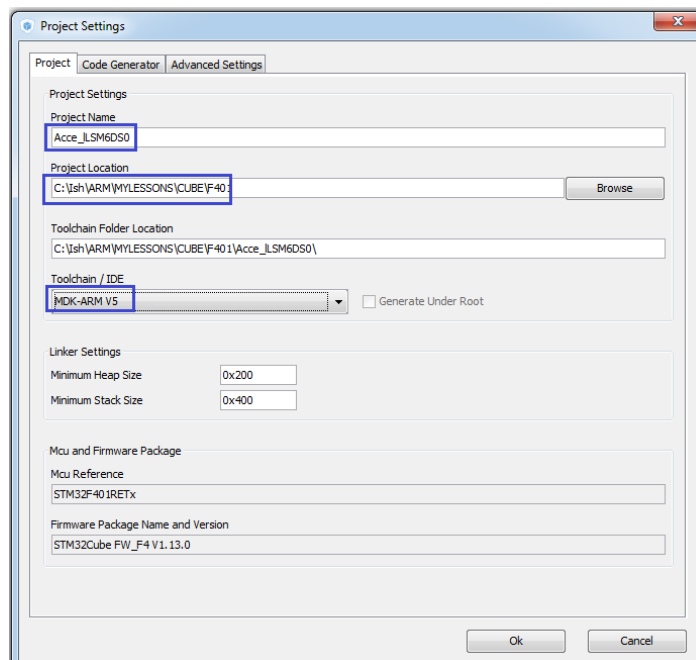 Project Settings
Project Code Generator Advanced Settings
Project Settings
Project Name
Acce_lLSM6DS0
Project Location
C:\Ish\ARM\MYLESSONS\CUBE\F401
Browse
Toolchain Folder Location
C:\Ish\ARM\MYLESSONS\CUBE\F401\Acce_lLSM6DS0\
Toolchain / IDE
MDK-ARM V5
Generate Under Root
Linker Settings
Minimum Heap Size 0x200
Minimum Stack Size 0x400
Mcu and Firmware Package
Mcu Reference
STM32F401RETx
Firmware Package Name and Version
STM32Cube FW_F4 V1.13.0
Ok Cancel